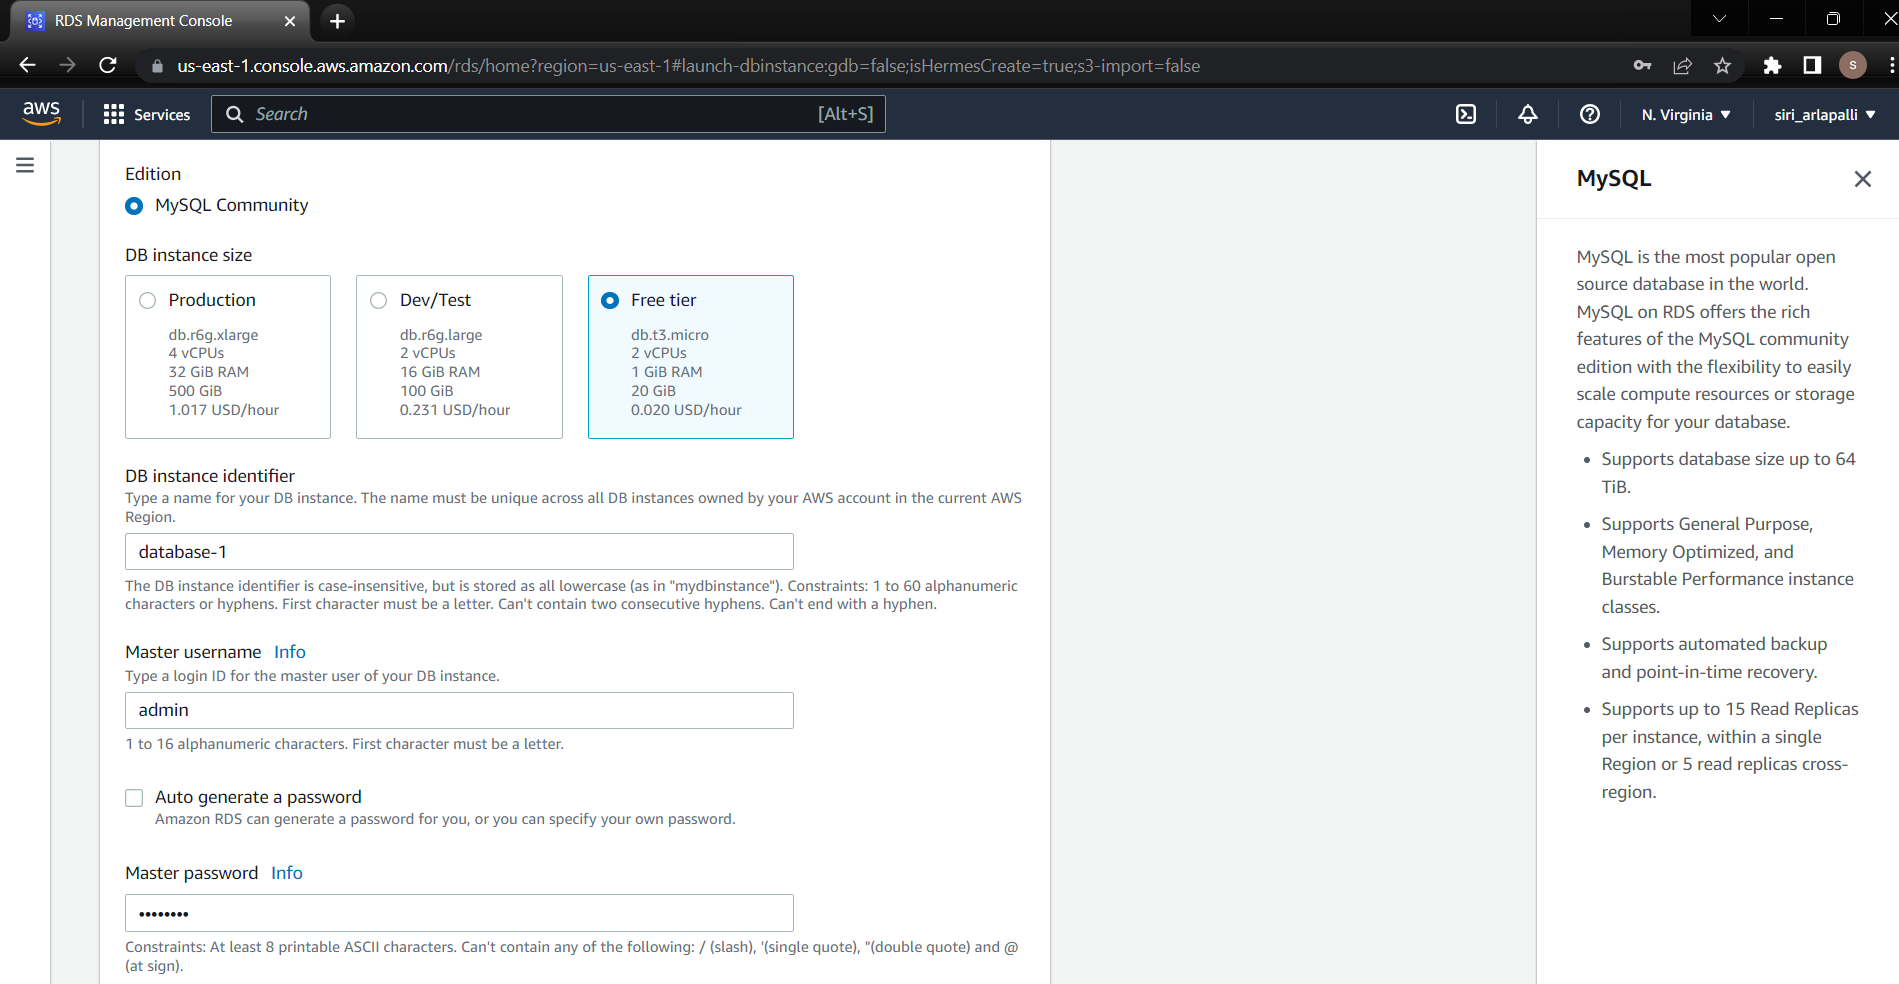 RDS Management Console
us-east-1.console.aws.amazon.com/rds/home?region=us-east-1#launch-dbinstance:gdb=false;isHermesCreate=true;s3-import=false
S
aws
Services
Search
[Alt+S]
N. Virginia
siri_arlapalli
Edition
MySQL Community
DB instance size
Production
db.r6g.xlarge
4 vCPUs
32 GiB RAM
500 GiB
1.017 USD/hour
Dev/Test
db.r6g.large
2 vCPUs
16 GiB RAM
100 GiB
0.231 USD/hour
Free tier
db.t3.micro
2 vCPUs
1 GiB RAM
20 GiB
0.020 USD/hour
DB instance identifier
Type a name for your DB instance. The name must be unique across all DB instances owned by your AWS account in the current AWS
Region.
database-1
The DB instance identifier is case-insensitive, but is stored as all lowercase (as in "mydbinstance"). Constraints: 1 to 60 alphanumeric
characters or hyphens. First character must be a letter. Can't contain two consecutive hyphens. Can't end with a hyphen.
Master username Info
Type a login ID for the master user of your DB instance.
admin
1 to 16 alphanumeric characters. First character must be a letter.
Auto generate a password
Amazon RDS can generate a password for you, or you can specify your own password.
Master password Info
••••••••
Constraints: At least 8 printable ASCII characters. Can't contain any of the following: / (slash), '(single quote), "(double quote) and @
(at sign).
MySQL
MySQL is the most popular open
source database in the world.
MySQL on RDS offers the rich
features of the MySQL community
edition with the flexibility to easily
scale compute resources or storage
capacity for your database.
• Supports database size up to 64
TiB.
• Supports General Purpose,
Memory Optimized, and
Burstable Performance instance
classes.
• Supports automated backup
and point-in-time recovery.
• Supports up to 15 Read Replicas
per instance, within a single
Region or 5 read replicas cross-
region.